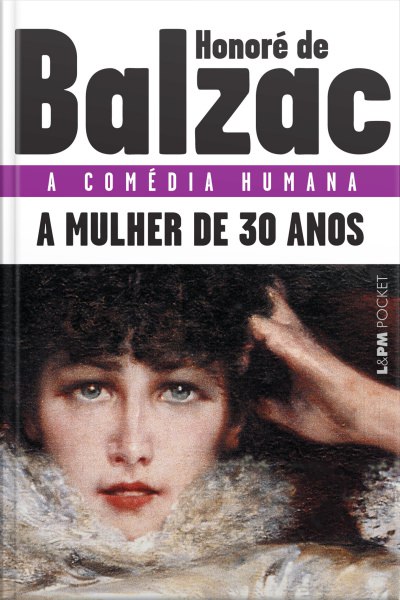 Honoré de
Balzac
A COMÉDIA HUMANA
A MULHER DE 30 ANOS
L&PM POCKET